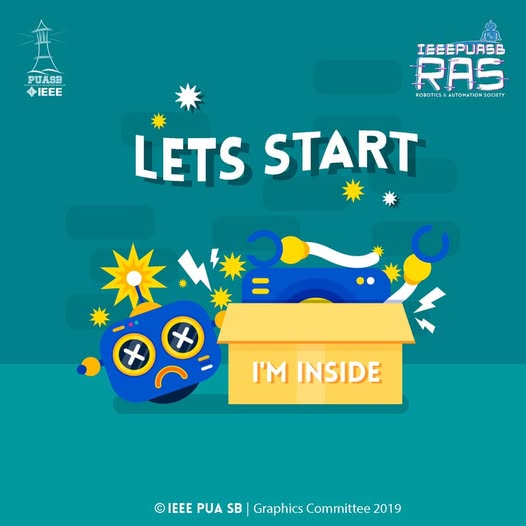 PUASB
IEEE
IEEEPUASB
RAS
ROBOTICS & AUTOMATION SOCIETY
LETS START
I'M INSIDE
© IEEE PUA SB | Graphics Committee 2019